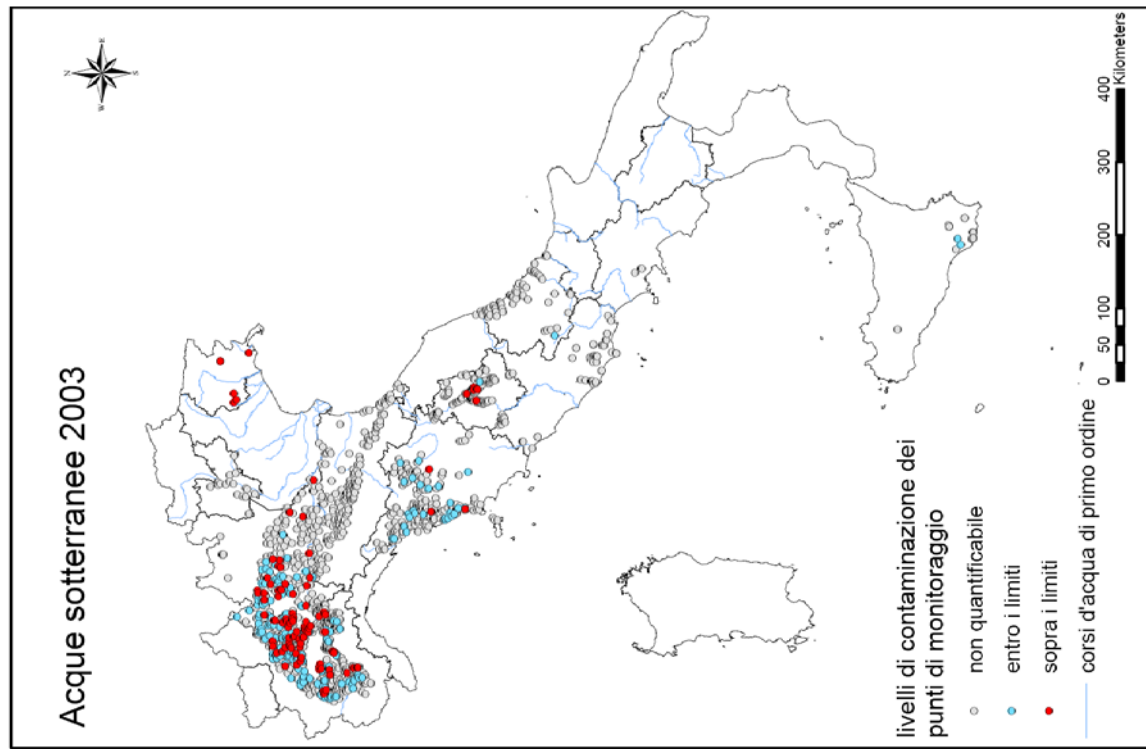 Acque sotterranee 2003
N
E
S
W
livelli di contaminazione dei
punti di monitoraggio
non quantificabile
entro i limiti
sopra i limiti
corsi d'acqua di primo ordine
0 50 100 200 300 400
Kilometers